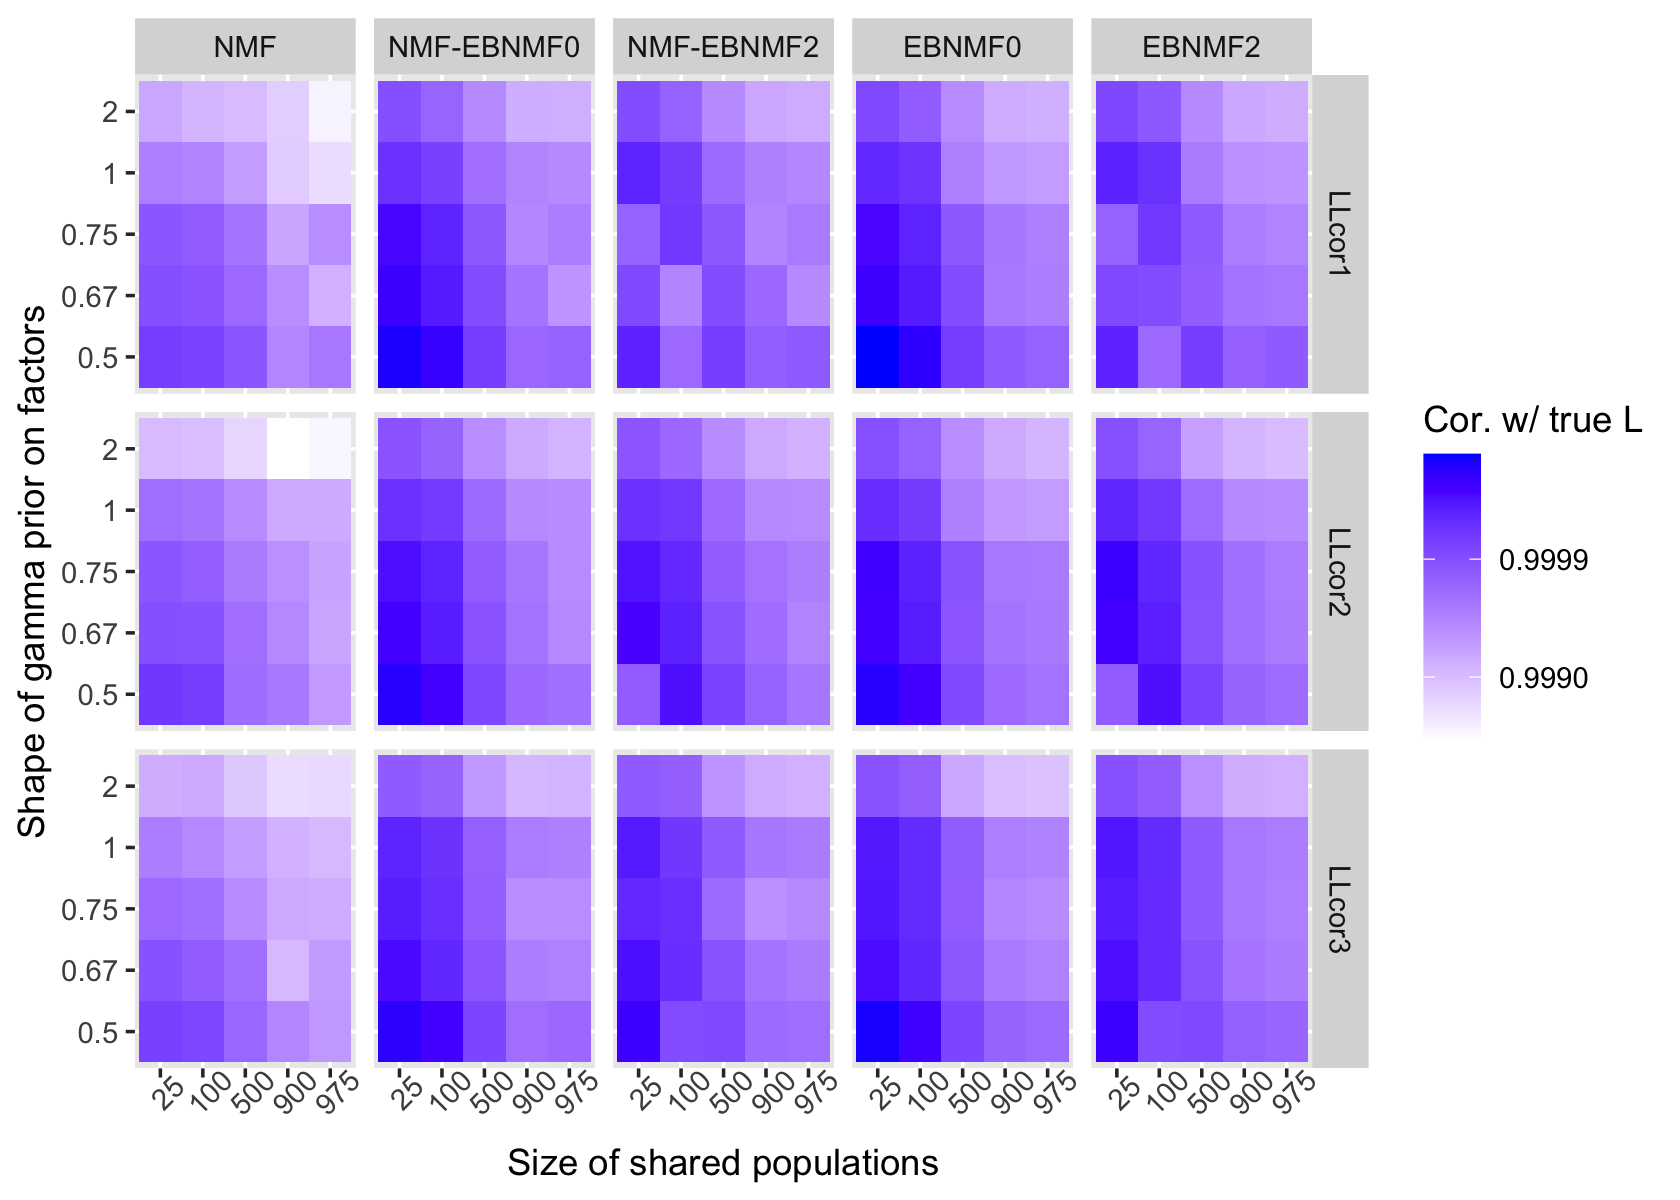 NMF NMF-EBNMF0 NMF-EBNMF2 EBNMF0 EBNMF2
2
1
0.75
0.67
0.5
LLcor1
2
1
0.75
0.67
0.5
LLcor2
2
1
0.75
0.67
0.5
LLcor3
Shape of gamma prior on factors
25 100 500 900 975 25 100 500 900 975 25 100 500 900 975 25 100 500 900 975 25 100 500 900 975
Size of shared populations
Cor. w/ true L
0.9999
0.9990